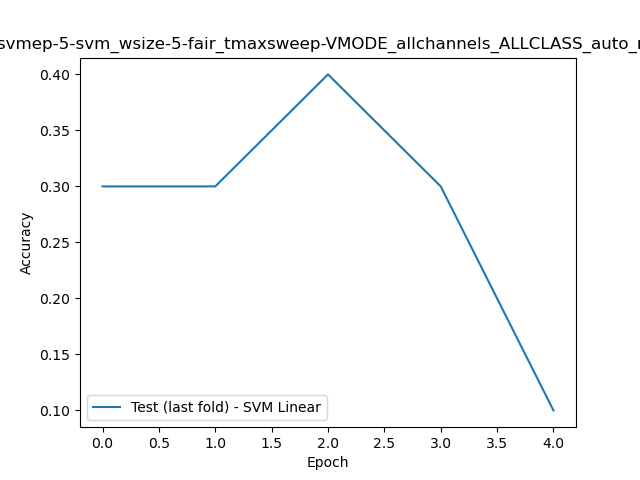 svmep-5-svm_wsize-5-fair_tmaxsweep-VMODE_allchannels_ALLCLASS_auto_r
0.40
0.35
0.30
0.25
0.20
0.15
0.10
Accuracy
Test (last fold) - SVM Linear
0.0 0.5 1.0 1.5 2.0 2.5 3.0 3.5 4.0
Epoch